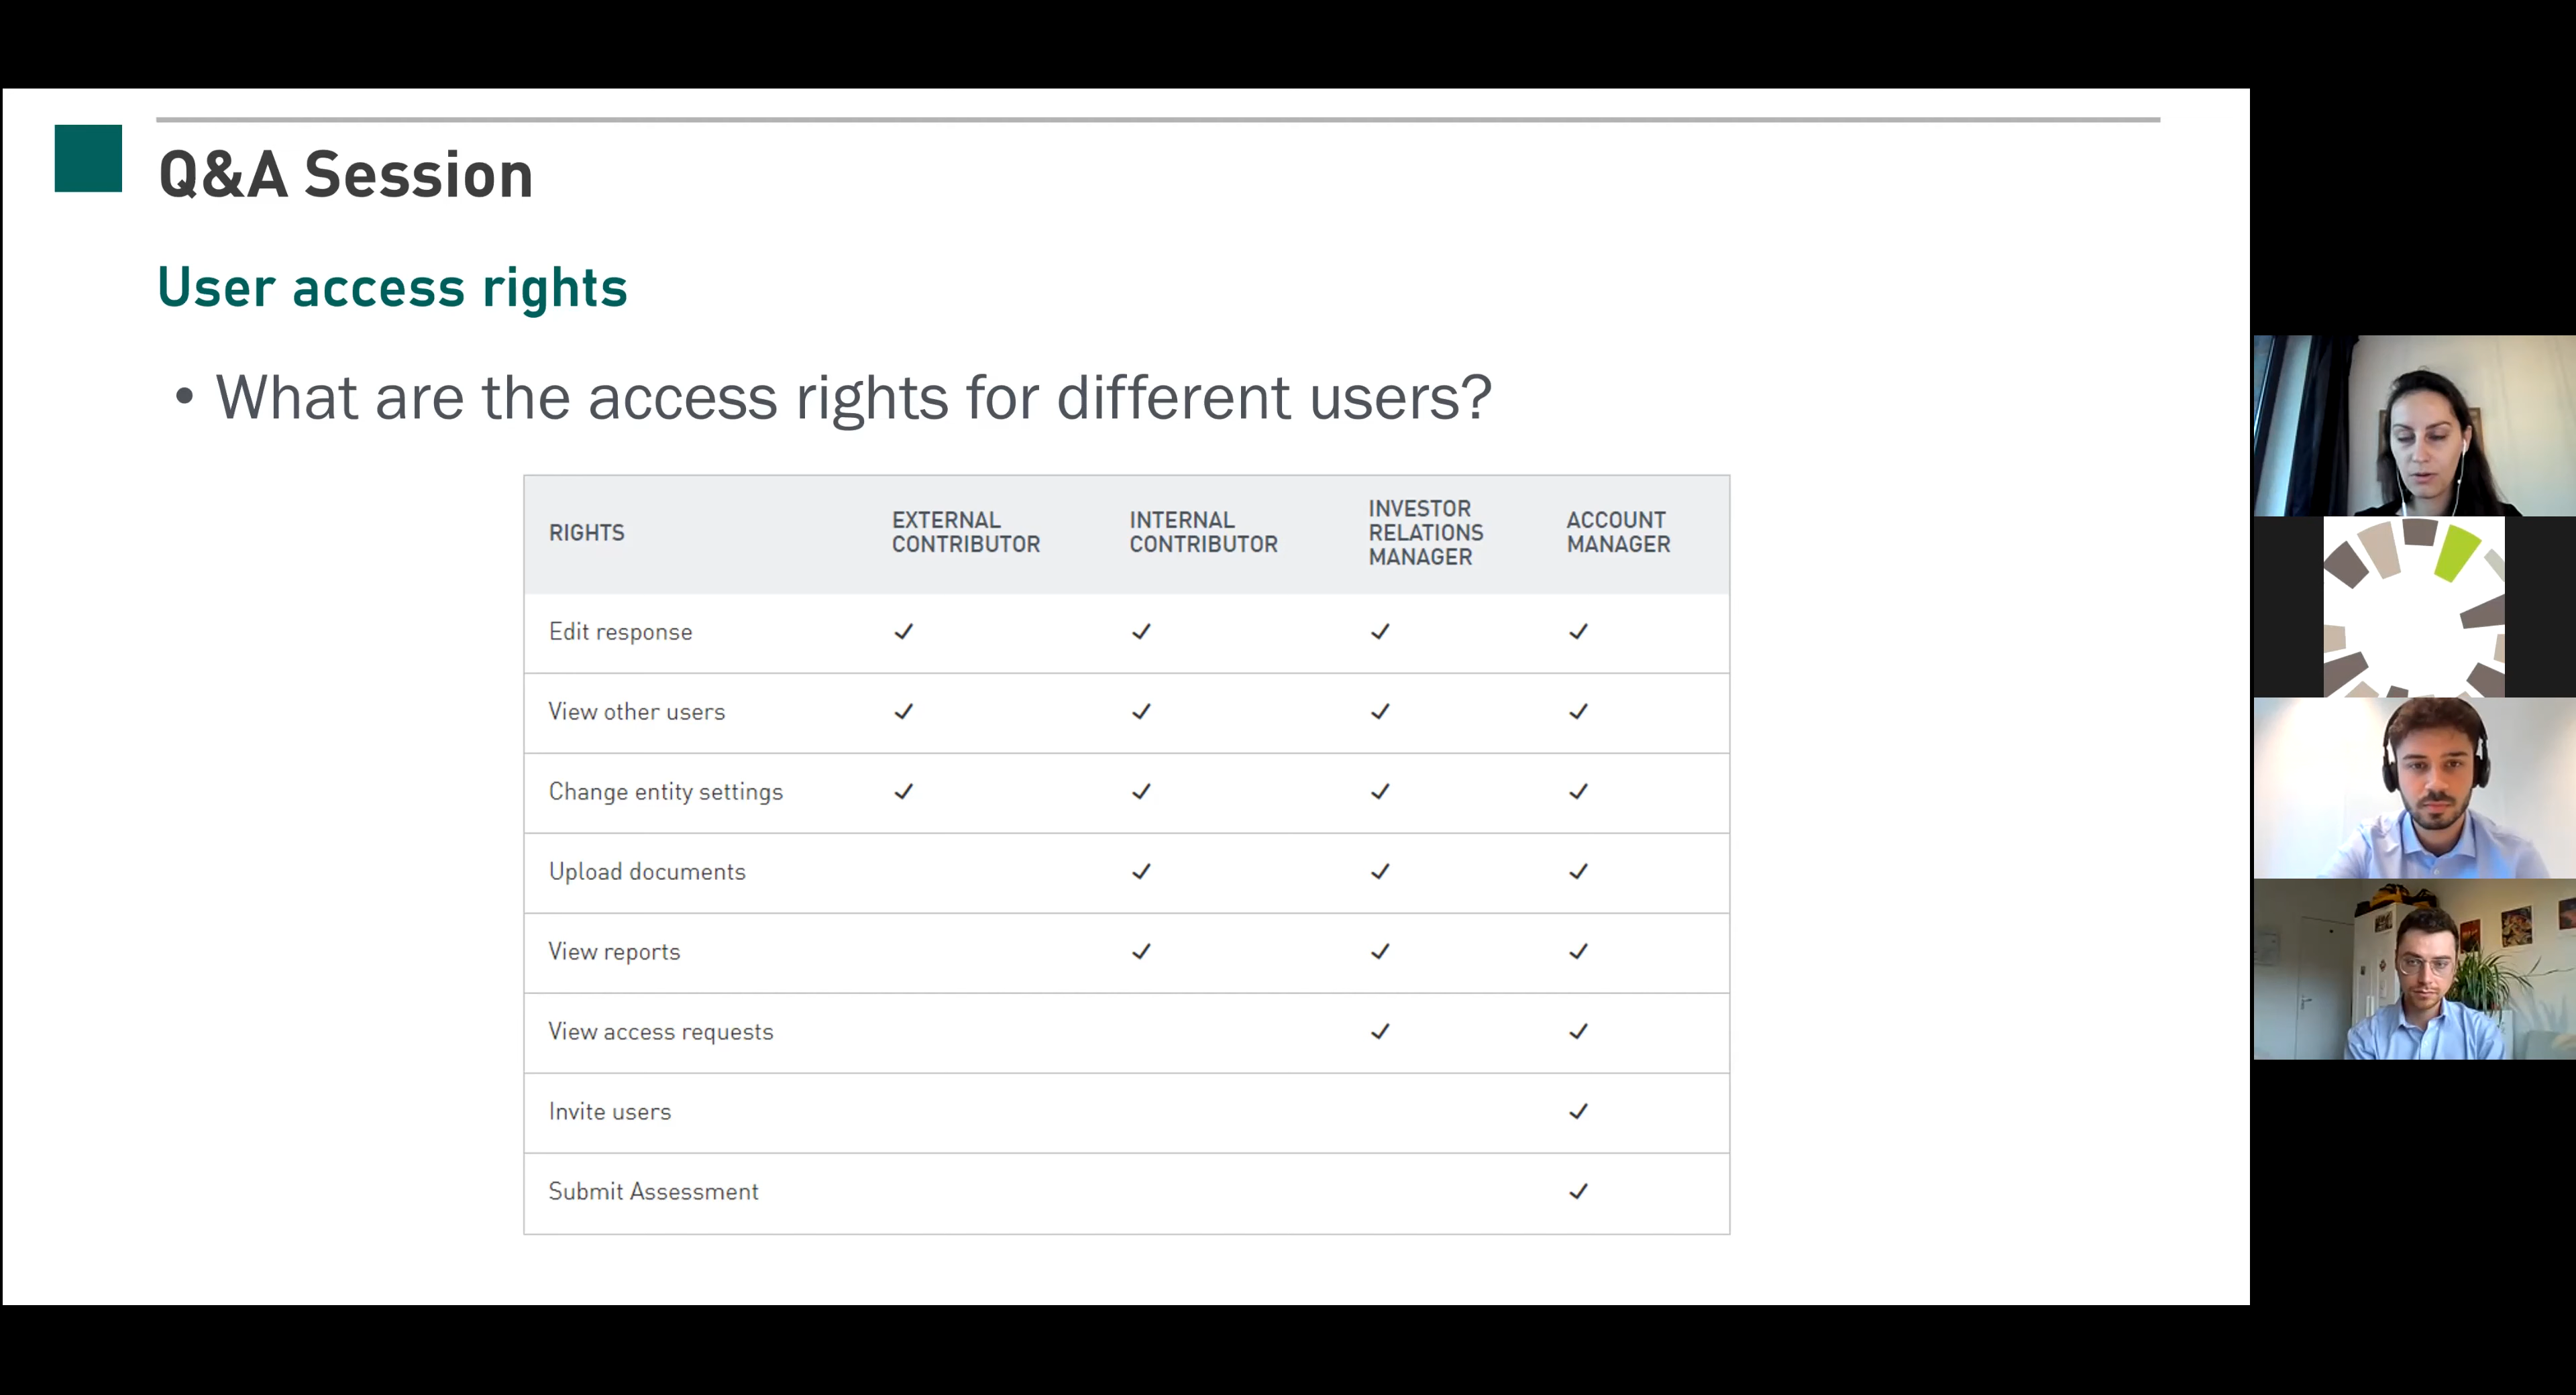 Q&A Session
User access rights
• What are the access rights for different users?
RIGHTS EXTERNAL CONTRIBUTOR INTERNAL CONTRIBUTOR INVESTOR RELATIONS MANAGER ACCOUNT MANAGER
Edit response ✓ ✓ ✓ ✓
View other users ✓ ✓ ✓ ✓
Change entity settings ✓ ✓ ✓ ✓
Upload documents ✓ ✓ ✓
View reports ✓ ✓ ✓
View access requests ✓ ✓
Invite users ✓
Submit Assessment ✓